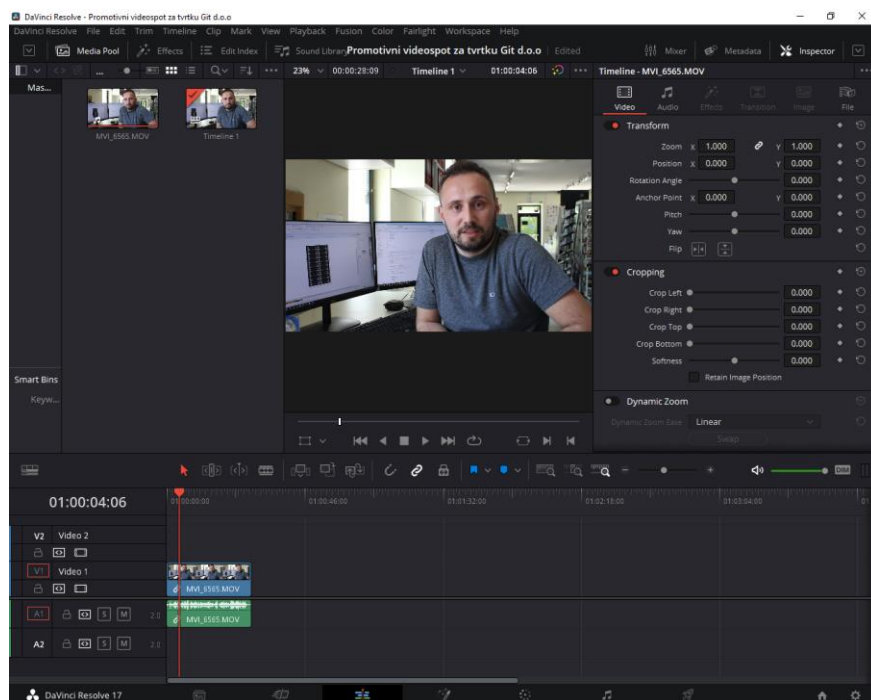 DaVinci Resolve - Promotivni videospot za tvrtku Git d.o.o
DaVinci Resolve File Edit Trim Timeline Clip Mark View Playback Fusion Color Fairlight Workspace Help
Media Pool Effects Edit Index Sound Library Promotivni videospot za tvrtku Git d.o.o Edited Mixer Metadata Inspector
23% 00:00:28:09 Timeline 1 01:00:04:06 Timeline - MVI_6565.MOV
Mas...
MVI_6565.MOV Timeline 1
Video Audio Effects Transition Image File
Transform
Zoom X 1.000 Y 1.000
Position X 0.000 Y 0.000
Rotation Angle 0.000
Anchor Point X 0.000 Y 0.000
Pitch 0.000
Yaw 0.000
Flip
Cropping
Crop Left 0.000
Crop Right 0.000
Crop Top 0.000
Crop Bottom 0.000
Softness 0.000
Retain Image Position
Smart Bins
Keyw...
Dynamic Zoom
Dynamic Zoom Ease Linear
Swap
DIM
01:00:04:06
01:00:00:00 01:00:46:00 01:01:32:00 01:02:18:00 01:03:04:00
V2 Video 2
V1 Video 1
MVI_6565.MOV
A1 S M 2.0
MVI_6565.MOV
A2 S M 2.0
DaVinci Resolve 17